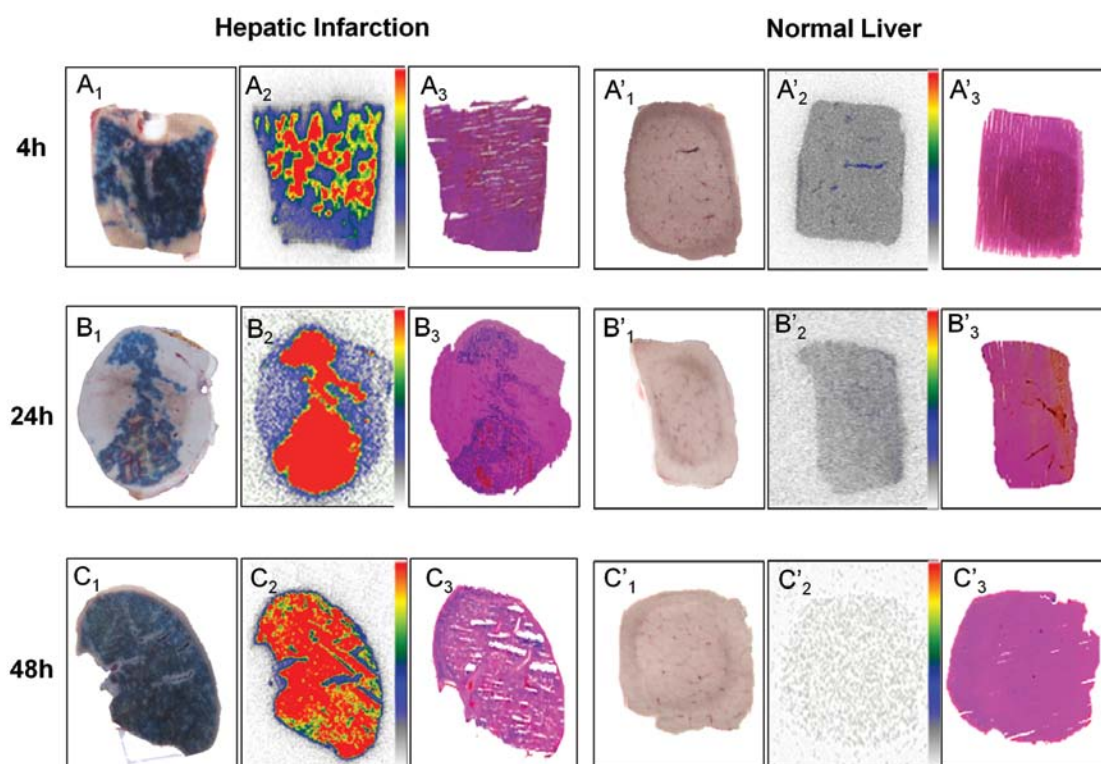 Hepatic Infarction Normal Liver
4h A₁ A₂ A₃ A'₁ A'₂ A'₃
24h B₁ B₂ B₃ B'₁ B'₂ B'₃
48h C₁ C₂ C₃ C'₁ C'₂ C'₃